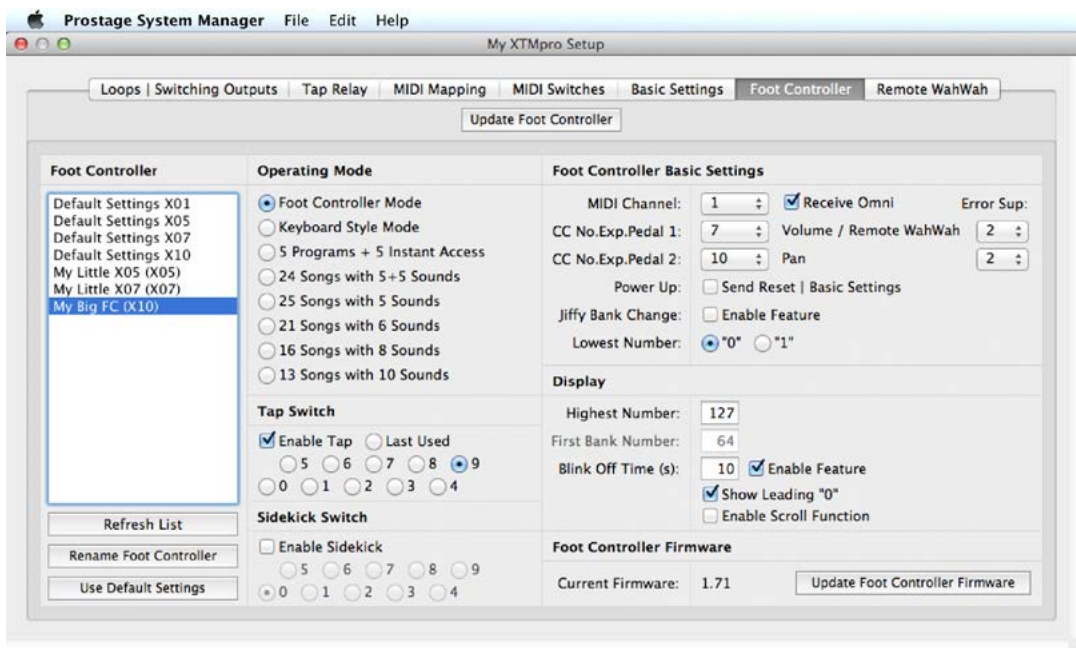 Prostage System Manager File Edit Help
My XTMpro Setup
Loops | Switching Outputs Tap Relay MIDI Mapping MIDI Switches Basic Settings Foot Controller Remote WahWah
Update Foot Controller
Foot Controller
Default Settings X01
Default Settings X05
Default Settings X07
Default Settings X10
My Little X05 (X05)
My Little X07 (X07)
My Big FC (X10)
Refresh List
Rename Foot Controller
Use Default Settings
Operating Mode
Foot Controller Mode
Keyboard Style Mode
5 Programs + 5 Instant Access
24 Songs with 5+5 Sounds
25 Songs with 5 Sounds
21 Songs with 6 Sounds
16 Songs with 8 Sounds
13 Songs with 10 Sounds
Tap Switch
Enable Tap Last Used
5 6 7 8 9
0 1 2 3 4
Sidekick Switch
Enable Sidekick
5 6 7 8 9
0 1 2 3 4
Foot Controller Basic Settings
MIDI Channel: 1 Receive Omni Error Sup:
CC No.Exp.Pedal 1: 7 Volume / Remote WahWah 2
CC No.Exp.Pedal 2: 10 Pan 2
Power Up: Send Reset | Basic Settings
Jiffy Bank Change: Enable Feature
Lowest Number: "0" "1"
Display
Highest Number: 127
First Bank Number: 64
Blink Off Time (s): 10 Enable Feature
Show Leading "0"
Enable Scroll Function
Foot Controller Firmware
Current Firmware: 1.71 Update Foot Controller Firmware